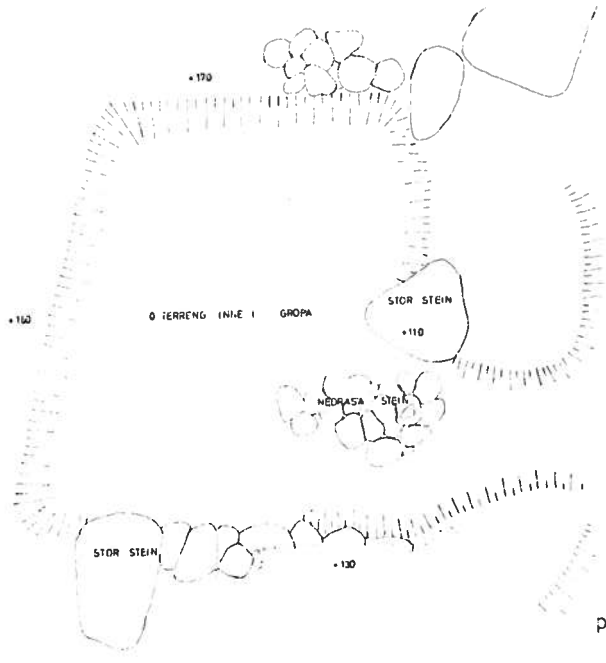 +170
STOR STEIN
+110
+160
0 TERRENG INNE I GROPA
NEDRASA STEIN
STOR STEIN
+130
p